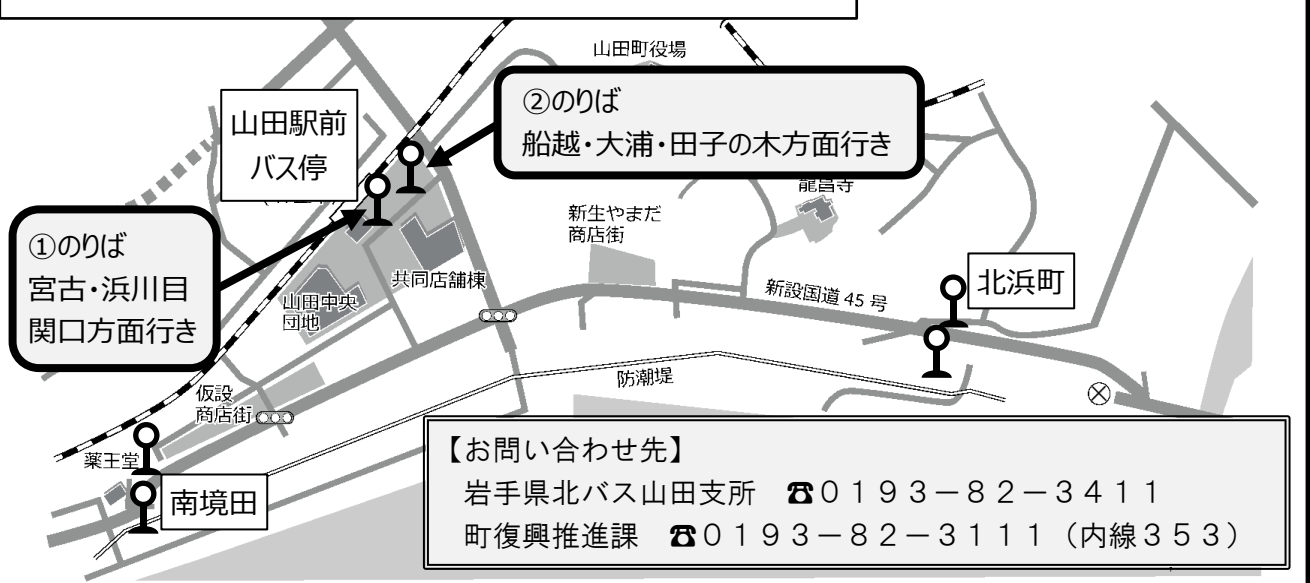 山田町役場
②のりば
船越・大浦・田子の木方面行き
山田駅前
バス停
龍昌寺
新生やまだ
商店街
①のりば
宮古・浜川目
関口方面行き
共同店舗棟
山田中央
団地
新設国道 45 号
北浜町
防潮堤
仮設
商店街
薬王堂
南境田
【お問い合わせ先】
岩手県北バス山田支所 ☎0193-82-3411
町復興推進課 ☎0193-82-3111(内線353)